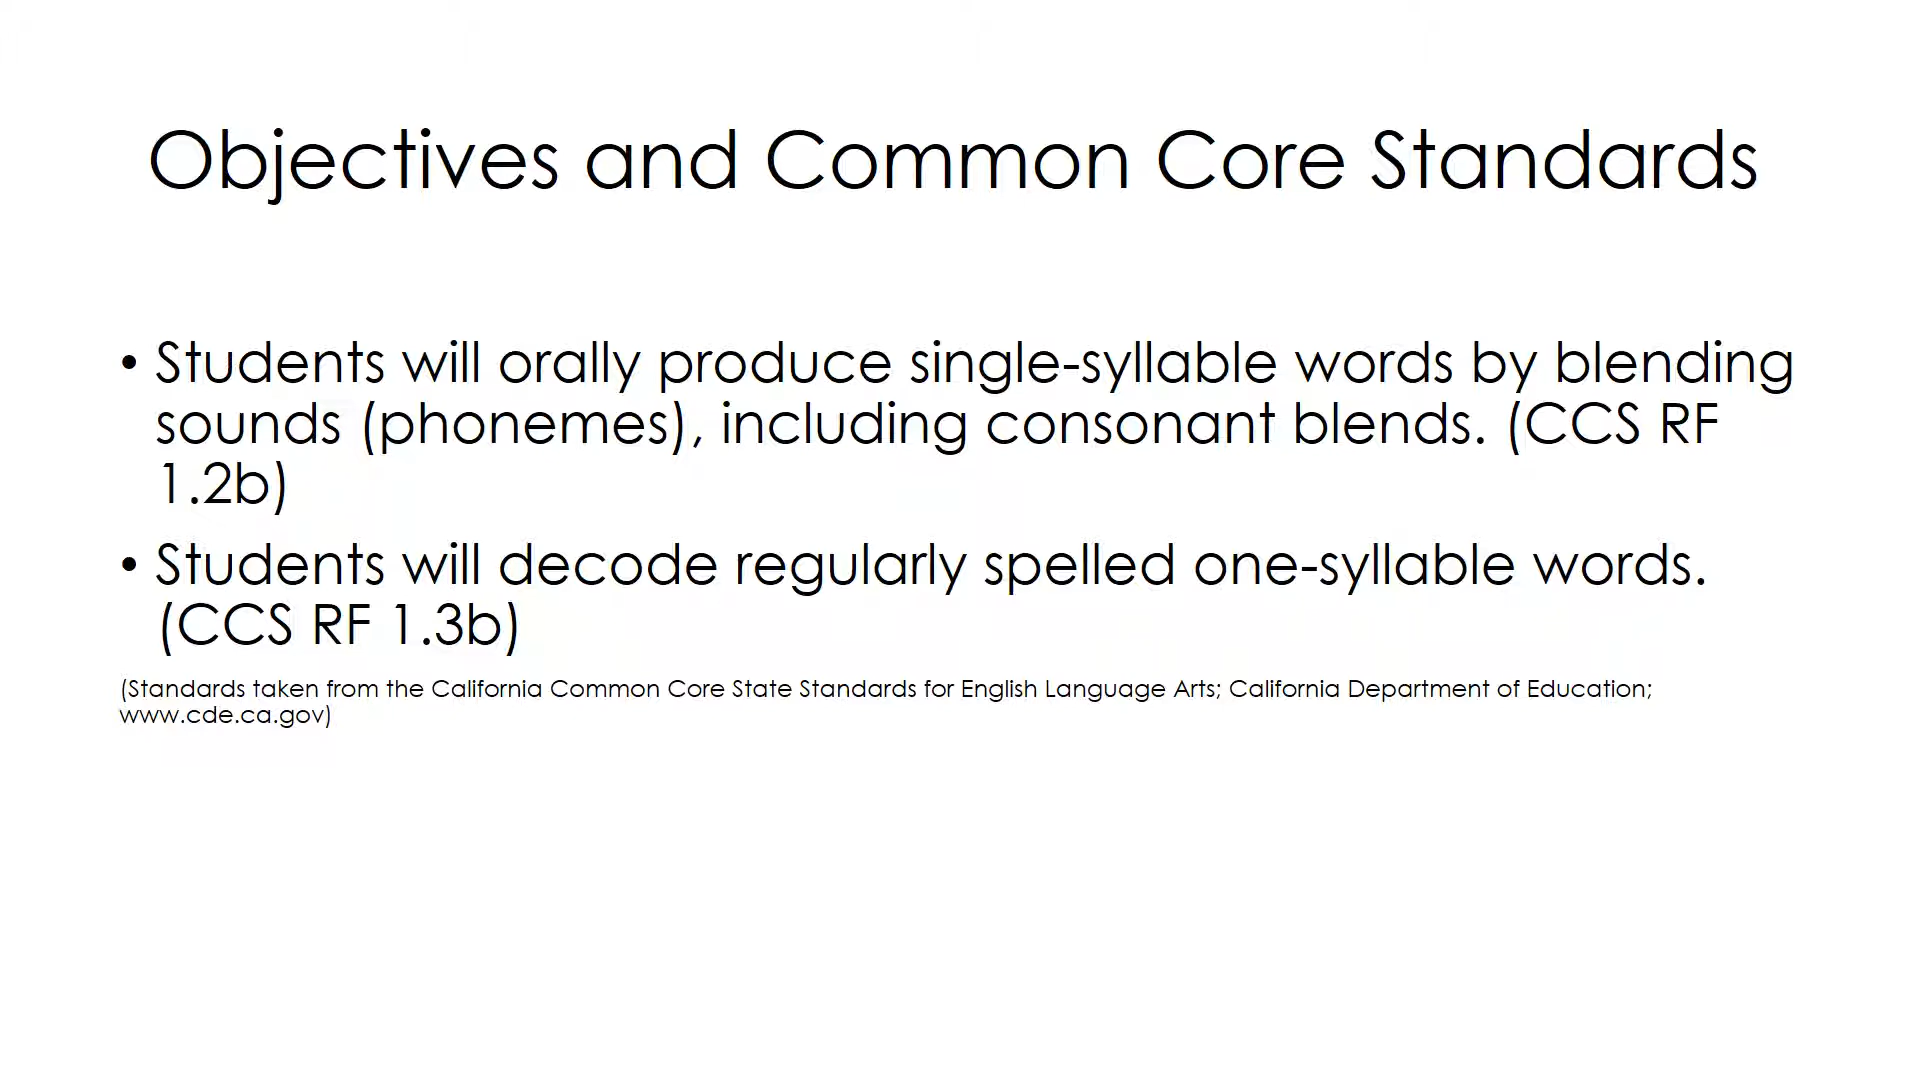 Objectives and Common Core Standards
• Students will orally produce single-syllable words by blending
sounds (phonemes), including consonant blends. (CCS RF
1.2b)
• Students will decode regularly spelled one-syllable words.
(CCS RF 1.3b)
(Standards taken from the California Common Core State Standards for English Language Arts; California Department of Education;
www.cde.ca.gov)